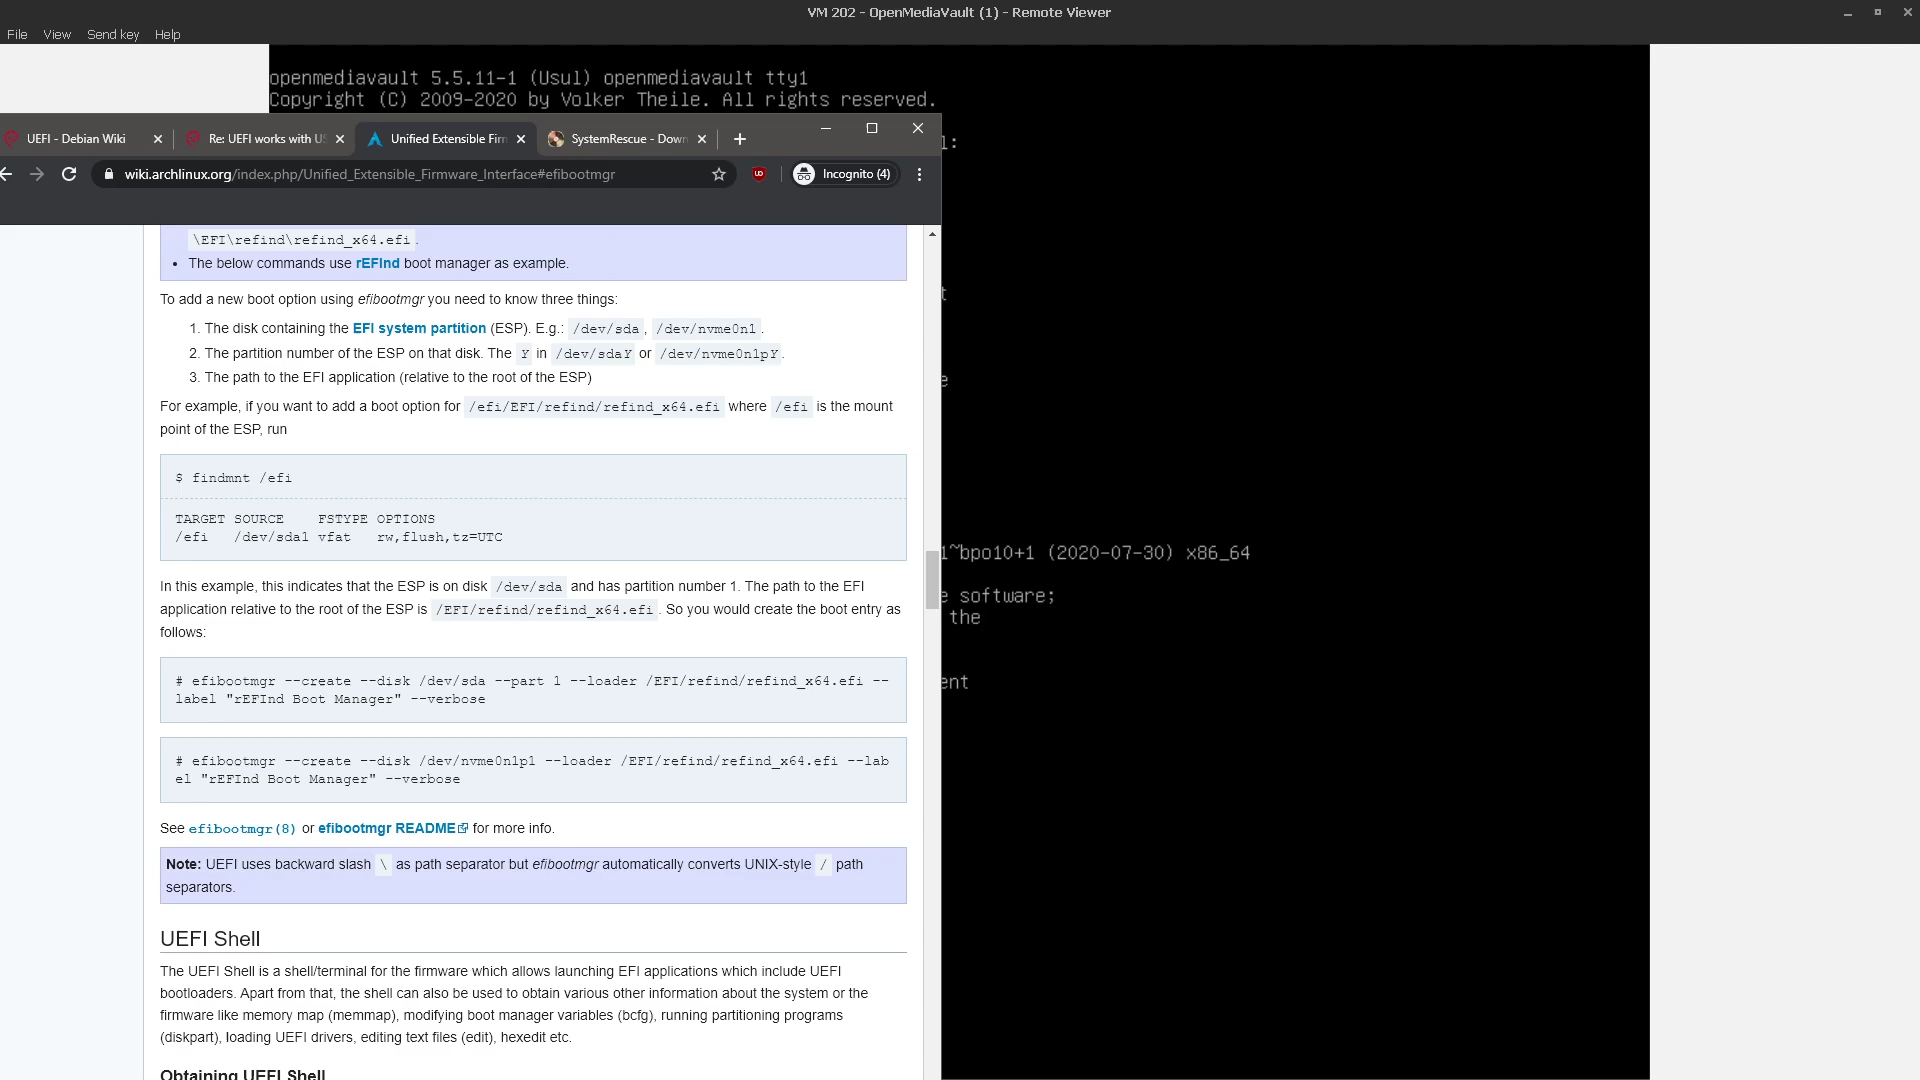 VM 202 - OpenMediaVault (1) - Remote Viewer
File View Send key Help
openmediavault 5.5.11-1 (Usul) openmediavault tty1
Copyright (C) 2009-2020 by Volker Theile. All rights reserved.
UEFI - Debian Wiki
Re: UEFI works with US
Unified Extensible Firm
SystemRescue - Down
l:
wiki.archlinux.org/index.php/Unified_Extensible_Firmware_Interface#efibootmgr
Incognito (4)
\EFI\refind\refind_x64.efi.
• The below commands use rEFInd boot manager as example.
To add a new boot option using efibootmgr you need to know three things:
1. The disk containing the EFI system partition (ESP). E.g.: /dev/sda, /dev/nvme0n1.
2. The partition number of the ESP on that disk. The Y in /dev/sdaY or /dev/nvme0n1pY.
3. The path to the EFI application (relative to the root of the ESP)
For example, if you want to add a boot option for /efi/EFI/refind/refind_x64.efi where /efi is the mount
point of the ESP, run
$ findmnt /efi
TARGET SOURCE    FSTYPE OPTIONS
/efi   /dev/sda1 vfat   rw,flush,tz=UTC
In this example, this indicates that the ESP is on disk /dev/sda and has partition number 1. The path to the EFI
application relative to the root of the ESP is /EFI/refind/refind_x64.efi. So you would create the boot entry as
follows:
# efibootmgr --create --disk /dev/sda --part 1 --loader /EFI/refind/refind_x64.efi --
label "rEFInd Boot Manager" --verbose
# efibootmgr --create --disk /dev/nvme0n1p1 --loader /EFI/refind/refind_x64.efi --lab
el "rEFInd Boot Manager" --verbose
See efibootmgr(8) or efibootmgr README for more info.
Note: UEFI uses backward slash \ as path separator but efibootmgr automatically converts UNIX-style / path
separators.
UEFI Shell
The UEFI Shell is a shell/terminal for the firmware which allows launching EFI applications which include UEFI
bootloaders. Apart from that, the shell can also be used to obtain various other information about the system or the
firmware like memory map (memmap), modifying boot manager variables (bcfg), running partitioning programs
(diskpart), loading UEFI drivers, editing text files (edit), hexedit etc.
Obtaining UEFI Shell
t
e
1~bpo10+1 (2020-07-30) x86_64
e software;
the
ent